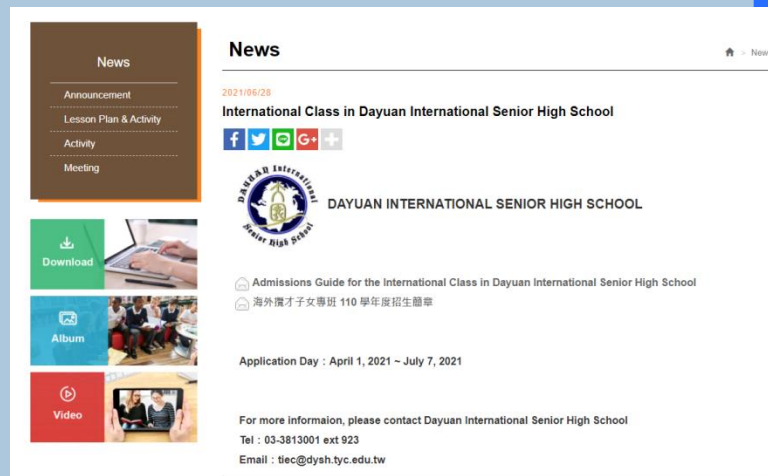 News
Announcement
Lesson Plan & Activity
Activity
Meeting
Download
Album
Video
News
New
2021/06/28
International Class in Dayuan International Senior High School
G+
DAYUAN International
Senior High School
DAYUAN INTERNATIONAL SENIOR HIGH SCHOOL
Admissions Guide for the International Class in Dayuan International Senior High School
海外攬才子女專班 110 學年度招生簡章
Application Day：April 1, 2021 ~ July 7, 2021
For more informaion, please contact Dayuan International Senior High School
Tel：03-3813001 ext 923
Email：tiec@dysh.tyc.edu.tw